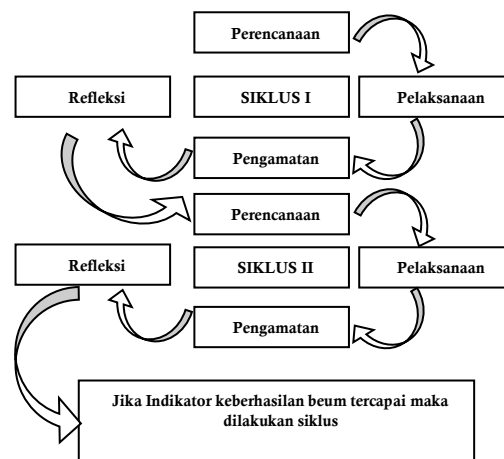 Perencanaan
Refleksi
SIKLUS I
Pelaksanaan
Pengamatan
Perencanaan
Refleksi
SIKLUS II
Pelaksanaan
Pengamatan
Jika Indikator keberhasilan beum tercapai maka
dilakukan siklus